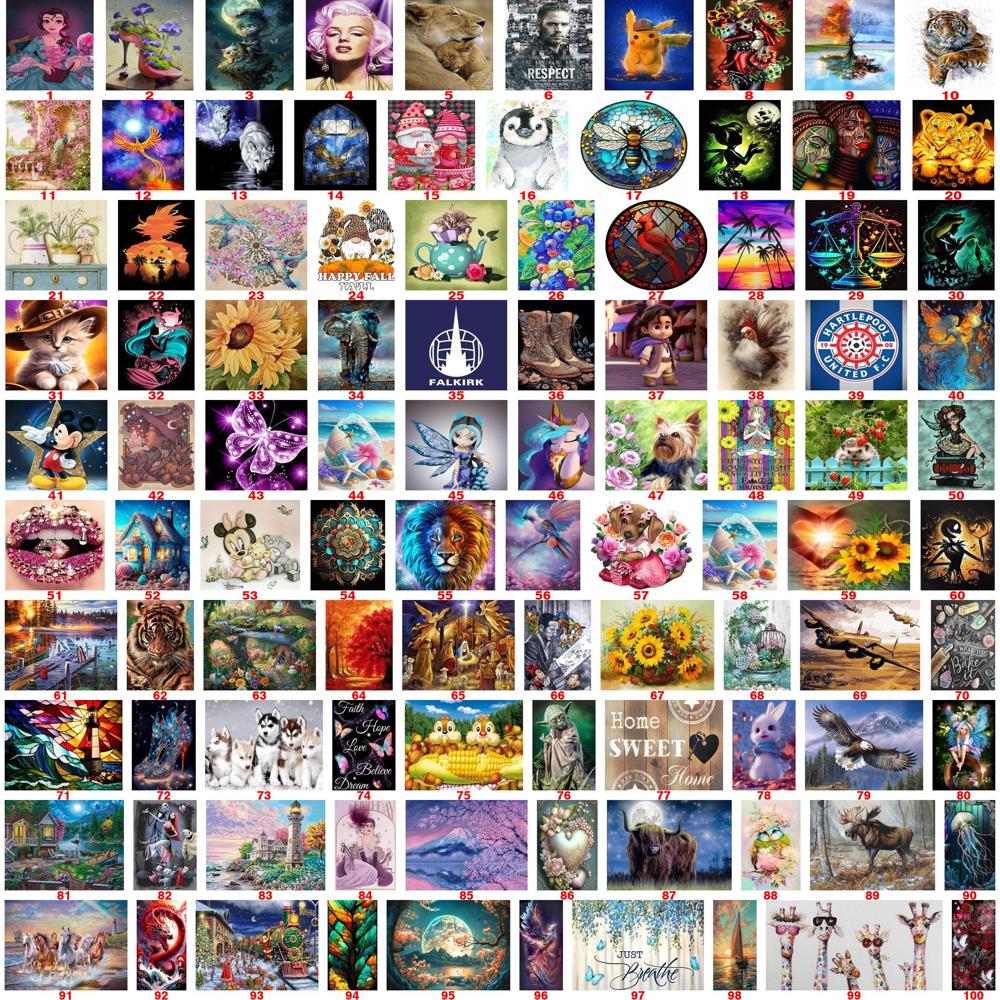 RESPECT
1 2 3 4 5 6 7 8 9 10
11 12 13 14 15 16 17 18 19 20
HAPPY FALL
Y'ALL
21 22 23 24 25 26 27 28 29 30
FALKIRK
HARTLEPOOL
19 08
UNITED F.C
31 32 33 34 35 36 37 38 39 40
41 42 43 44 45 46 47 48 49 50
51 52 53 54 55 56 57 58 59 60
Bake
61 62 63 64 65 66 67 68 69 70
Faith
Hope
Love
Believe
Dream
Home
SWEET
Home
71 72 73 74 75 76 77 78 79 80
81 82 83 84 85 86 87 88 89 90
JUST
Breathe
91 92 93 94 95 96 97 98 99 100